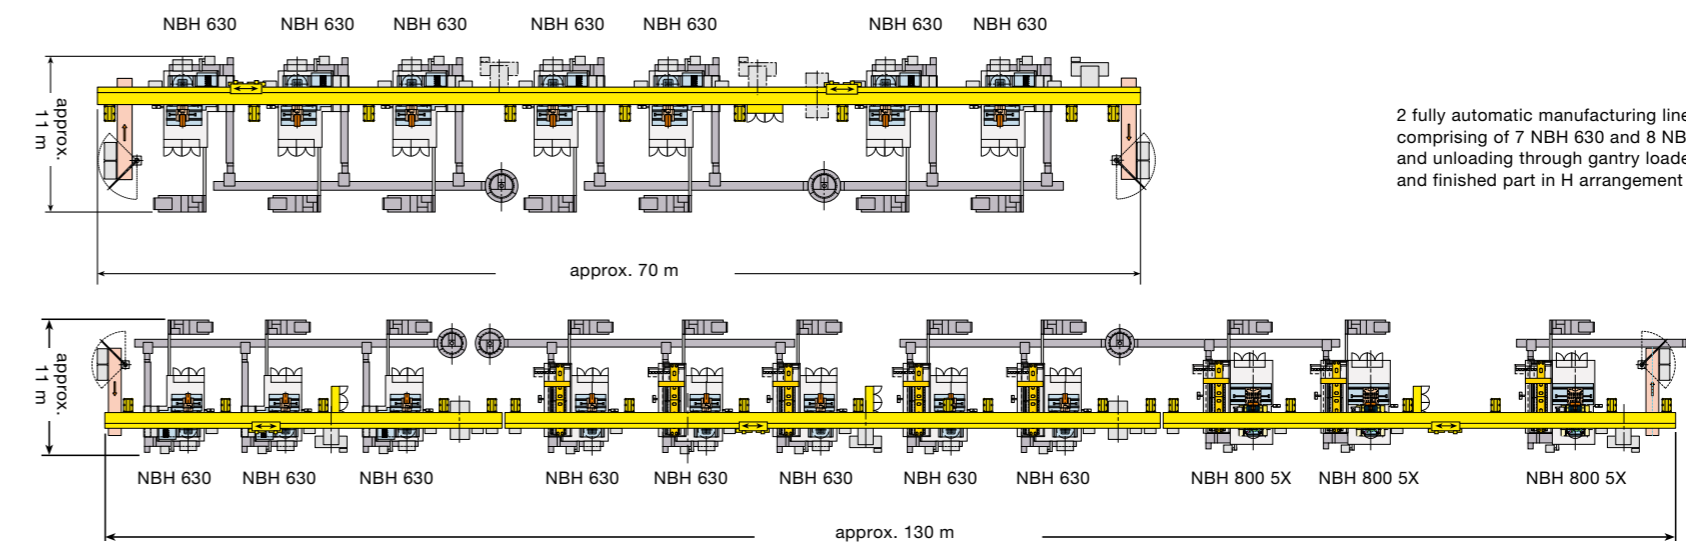 NBH 630 NBH 630 NBH 630 NBH 630 NBH 630 NBH 630 NBH 630
approx.
11 m
2 fully automatic manufacturing line
comprising of 7 NBH 630 and 8 NB
and unloading through gantry loade
and finished part in H arrangement
approx. 70 m
approx.
11 m
NBH 630 NBH 630 NBH 630 NBH 630 NBH 630 NBH 630 NBH 630 NBH 630 NBH 800 5X NBH 800 5X NBH 800 5X
approx. 130 m